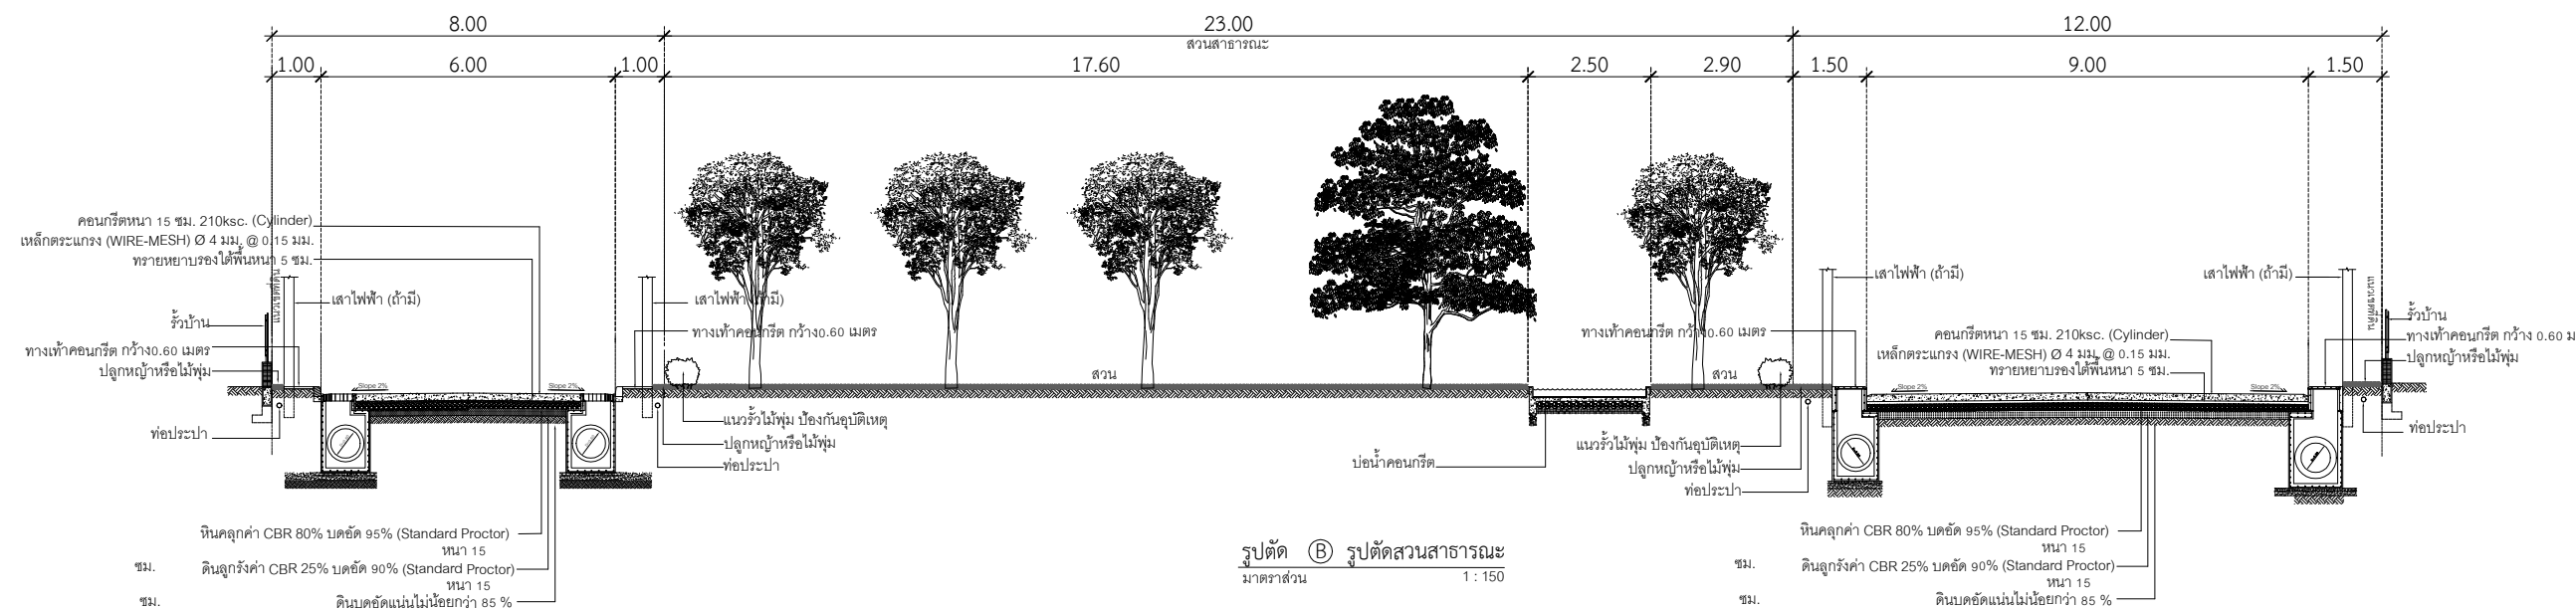 8.00 23.00 12.00
สวนสาธารณะ
1.00 6.00 1.00 17.60 2.50 2.90 1.50 9.00 1.50
คอนกรีตหนา 15 ซม. 210ksc. (Cylinder)
เหล็กตระแกรง (WIRE-MESH) Ø 4 มม. @ 0.15 มม.
ทรายหยาบรองใต้พื้นหนา 5 ซม.
แนวเขตที่ดิน
เสาไฟฟ้า (ถ้ามี)
รั้วบ้าน
ทางเท้าคอนกรีต กว้าง0.60 เมตร
ปลูกหญ้าหรือไม้พุ่ม
Slope 2% Slope 2%
ท่อประปา
เสาไฟฟ้า (ถ้ามี)
ทางเท้าคอนกรีต กว้าง0.60 เมตร
แนวรั้วไม้พุ่ม ป้องกันอุบัติเหตุ
ปลูกหญ้าหรือไม้พุ่ม
ท่อประปา
สวน
สวน
บ่อน้ำคอนกรีต
เสาไฟฟ้า (ถ้ามี)
ทางเท้าคอนกรีต กว้าง0.60 เมตร
แนวรั้วไม้พุ่ม ป้องกันอุบัติเหตุ
ปลูกหญ้าหรือไม้พุ่ม
ท่อประปา
เสาไฟฟ้า (ถ้ามี)
แนวเขตที่ดิน
คอนกรีตหนา 15 ซม. 210ksc. (Cylinder)
เหล็กตระแกรง (WIRE-MESH) Ø 4 มม. @ 0.15 มม.
ทรายหยาบรองใต้พื้นหนา 5 ซม.
Slope 2% Slope 2%
รั้วบ้าน
ทางเท้าคอนกรีต กว้าง 0.60 ม
ปลูกหญ้าหรือไม้พุ่ม
ท่อประปา
หินคลุกค่า CBR 80% บดอัด 95% (Standard Proctor)
หนา 15
ซม. ดินลูกรังค่า CBR 25% บดอัด 90% (Standard Proctor)
หนา 15
ซม. ดินบดอัดแน่นไม่น้อยกว่า 85 %
รูปตัด B รูปตัดสวนสาธารณะ
มาตราส่วน 1 : 150
หินคลุกค่า CBR 80% บดอัด 95% (Standard Proctor)
หนา 15
ซม. ดินลูกรังค่า CBR 25% บดอัด 90% (Standard Proctor)
หนา 15
ซม. ดินบดอัดแน่นไม่น้อยกว่า 85 %